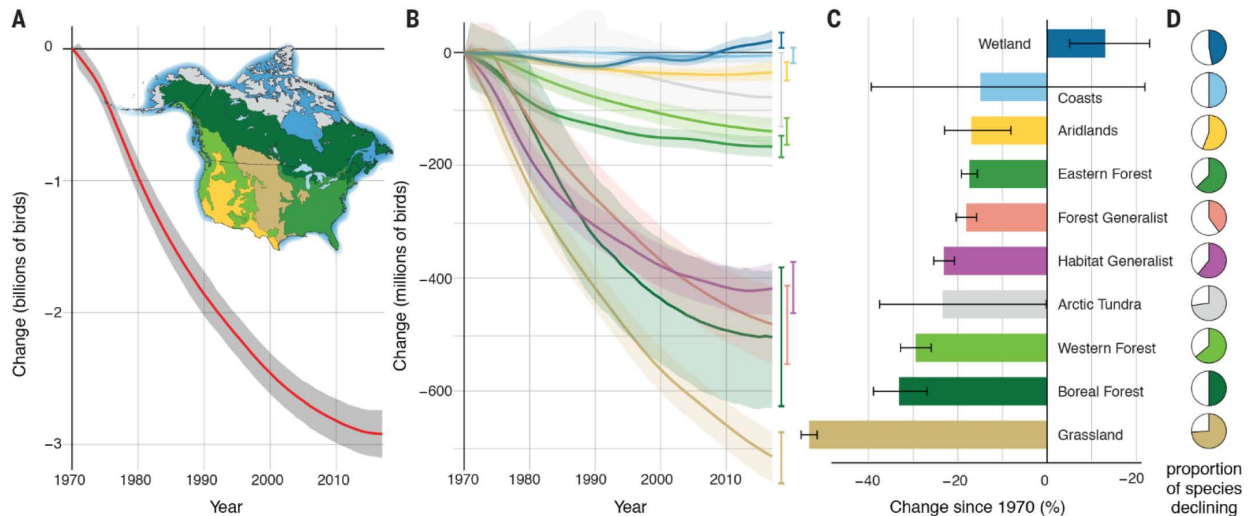 A
B
C
D
Change (billions of birds)
0
−1
−2
−3
1970
1980
1990
2000
2010
Year
Change (millions of birds)
0
−200
−400
−600
1970
1980
1990
2000
2010
Year
Wetland
Coasts
Aridlands
Eastern Forest
Forest Generalist
Habitat Generalist
Arctic Tundra
Western Forest
Boreal Forest
Grassland
−40
−20
0
−20
Change since 1970 (%)
proportion
of species
declining